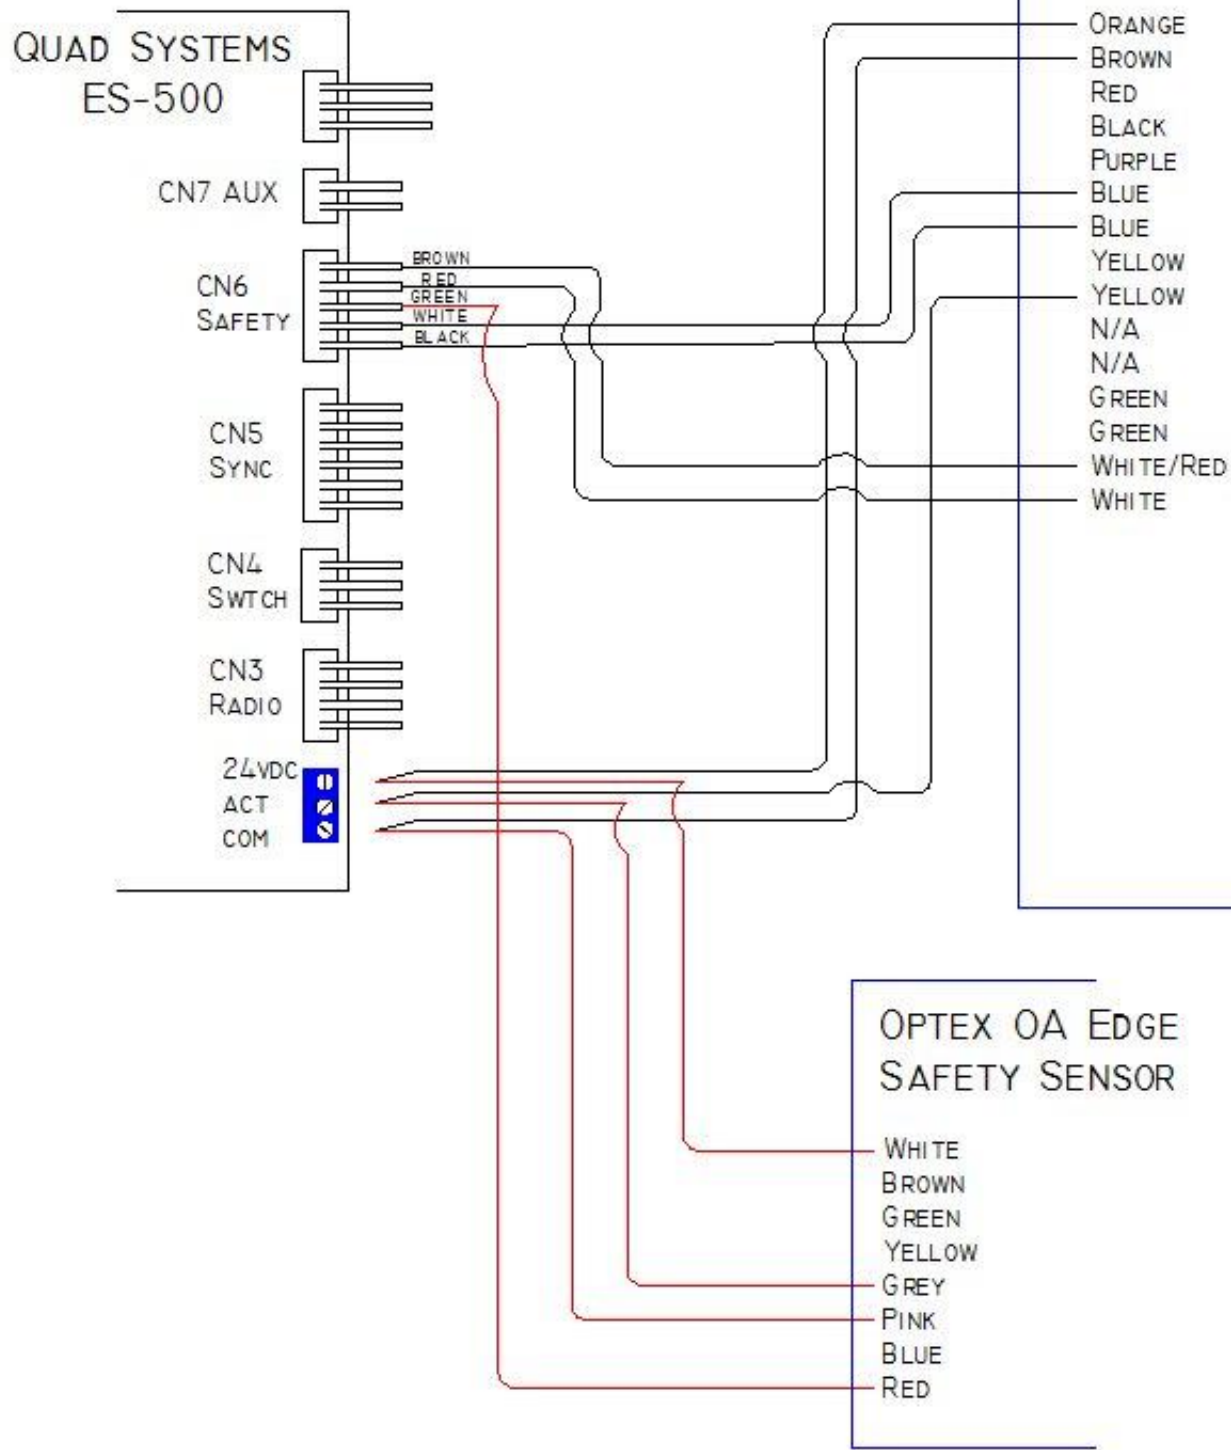 QUAD SYSTEMS
ES-500
CN7 AUX
CN6
SAFETY
BROWN
RED
GREEN
WHITE
BLACK
CN5
SYNC
CN4
SWTCH
CN3
RADIO
24VDC
ACT
COM
ORANGE
BROWN
RED
BLACK
PURPLE
BLUE
BLUE
YELLOW
YELLOW
N/A
N/A
GREEN
GREEN
WHITE/RED
WHITE
OPTEX OA EDGE
SAFETY SENSOR
WHITE
BROWN
GREEN
YELLOW
GREY
PINK
BLUE
RED